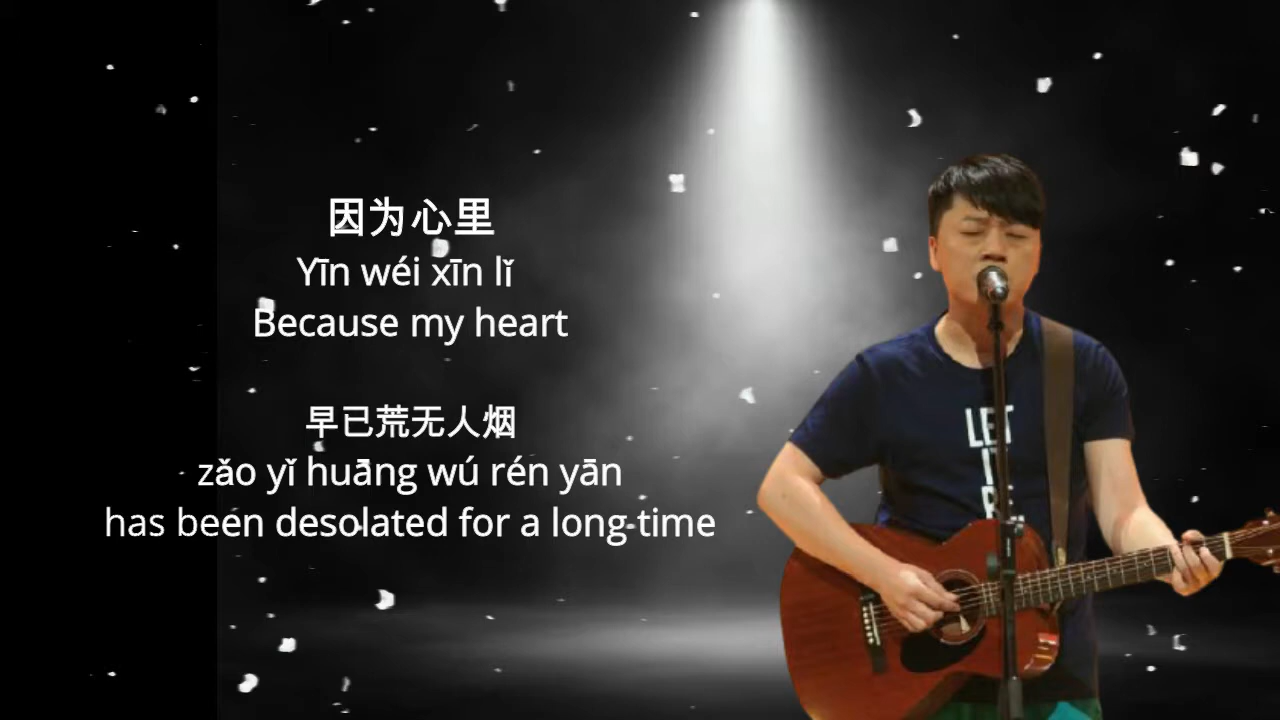 因为心里
Yīn wéi xīn lǐ
Because my heart
早已荒无人烟
zǎo yǐ huāng wú rén yān
has been desolated for a long time
LET
IT